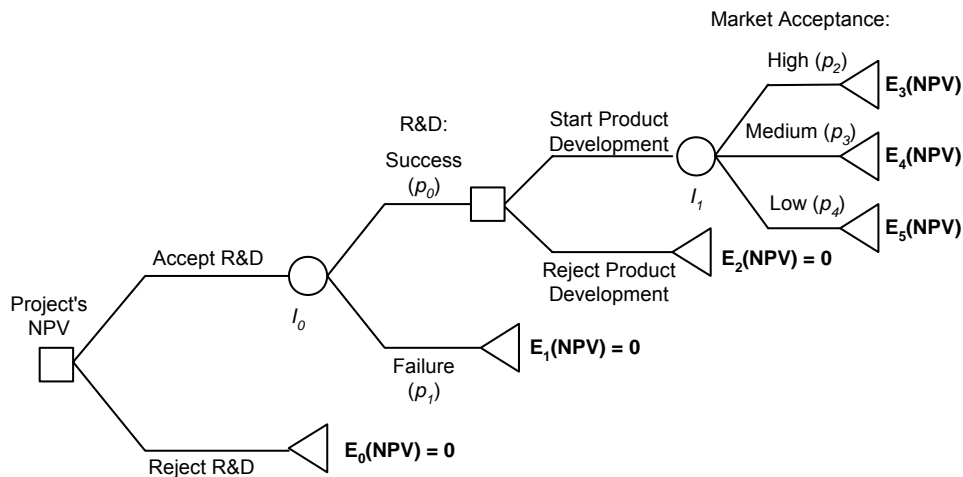 Market Acceptance:
High (p2)
E3(NPV)
R&D:
Success
(p0)
Start Product
Development
Medium (p3)
E4(NPV)
I1
Low (p4)
E5(NPV)
Accept R&D
Reject Product
Development
E2(NPV) = 0
Project's
NPV
I0
Failure
(p1)
E1(NPV) = 0
Reject R&D
E0(NPV) = 0